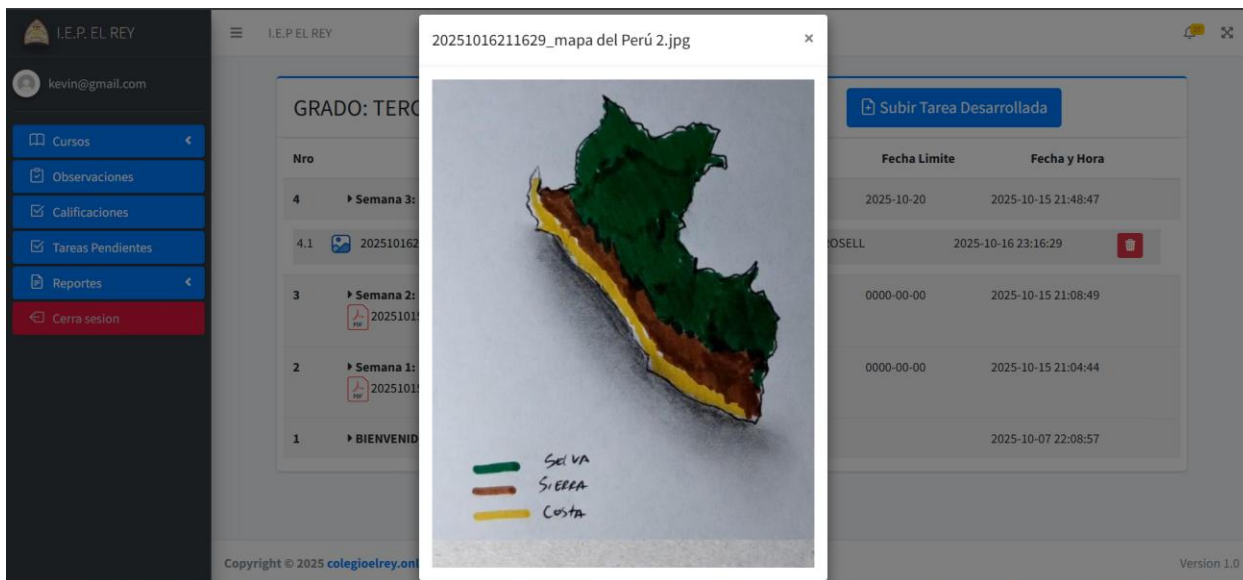 I.E.P. EL REY
kevin@gmail.com
Cursos
Observaciones
Calificaciones
Tareas Pendientes
Reportes
Cerra sesion
I.E.P EL REY
20251016211629_mapa del Perú 2.jpg
×
GRADO: TERC
Subir Tarea Desarrollada
Nro Fecha Limite Fecha y Hora
4 Semana 3: 2025-10-20 2025-10-15 21:48:47
4.1 202510162 OSELL 2025-10-16 23:16:29
3 Semana 2: 0000-00-00 2025-10-15 21:08:49
PDF 2025101
2 Semana 1: 0000-00-00 2025-10-15 21:04:44
PDF 2025101
1 BIENVENID 2025-10-07 22:08:57
SELVA
SIERRA
COSTA
Copyright © 2025 colegioelrey.onl Version 1.0